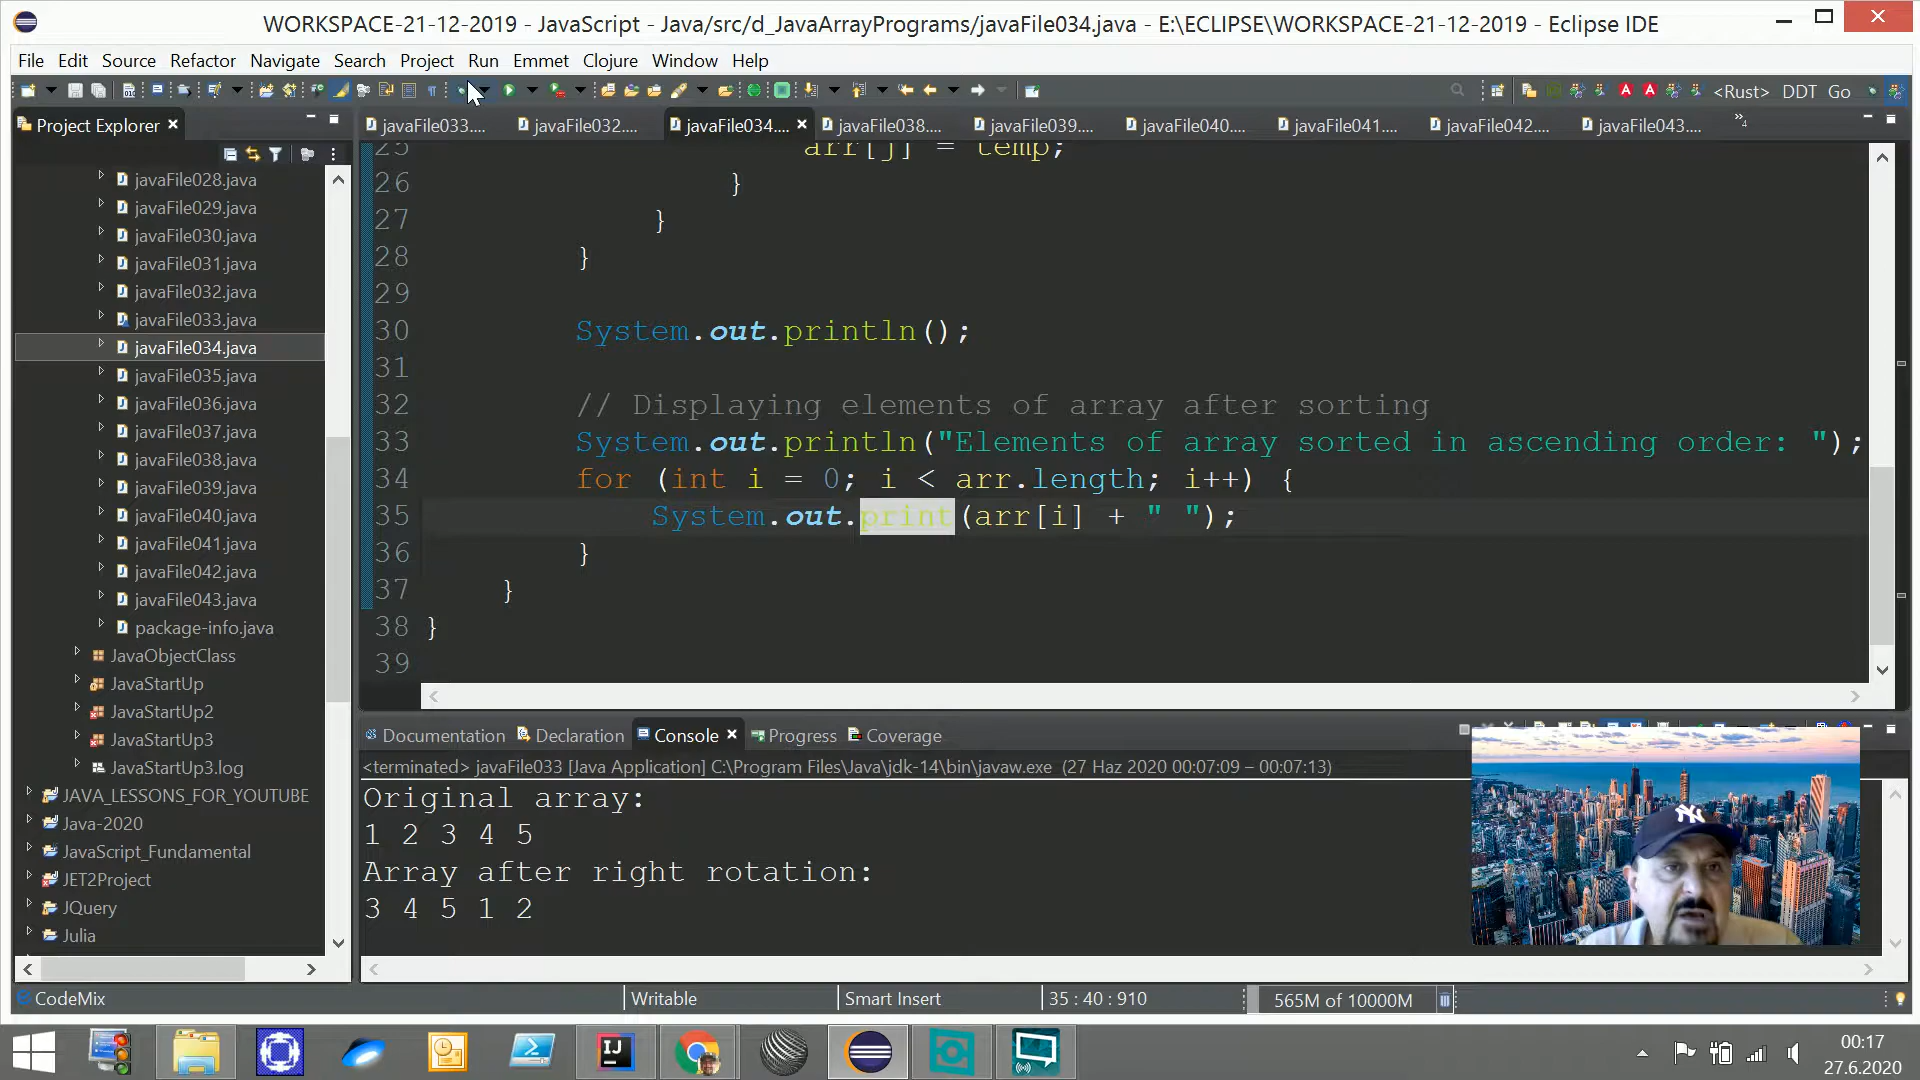 WORKSPACE-21-12-2019 - JavaScript - Java/src/d_JavaArrayPrograms/javaFile034.java - E:\ECLIPSE\WORKSPACE-21-12-2019 - Eclipse IDE
File Edit Source Refactor Navigate Search Project Run Emmet Clojure Window Help
<Rust> DDT Go
Project Explorer
javaFile033.... javaFile032.... javaFile034.... javaFile038.... javaFile039.... javaFile040.... javaFile041.... javaFile042.... javaFile043.... »4
javaFile028.java
javaFile029.java
javaFile030.java
javaFile031.java
javaFile032.java
javaFile033.java
javaFile034.java
javaFile035.java
javaFile036.java
javaFile037.java
javaFile038.java
javaFile039.java
javaFile040.java
javaFile041.java
javaFile042.java
javaFile043.java
package-info.java
JavaObjectClass
JavaStartUp
JavaStartUp2
JavaStartUp3
JavaStartUp3.log
JAVA_LESSONS_FOR_YOUTUBE
Java-2020
JavaScript_Fundamental
JET2Project
JQuery
Julia
25 arr[j] = temp;
26 }
27 }
28 }
29
30 System.out.println();
31
32 // Displaying elements of array after sorting
33 System.out.println("Elements of array sorted in ascending order: ");
34 for (int i = 0; i < arr.length; i++) {
35 System.out.print(arr[i] + " ");
36 }
37 }
38 }
39
Documentation Declaration Console Progress Coverage
<terminated> javaFile033 [Java Application] C:\Program Files\Java\jdk-14\bin\javaw.exe (27 Haz 2020 00:07:09 – 00:07:13)
Original array:
1 2 3 4 5
Array after right rotation:
3 4 5 1 2
CodeMix Writable Smart Insert 35 : 40 : 910 565M of 10000M
IJ
00:17
27.6.2020